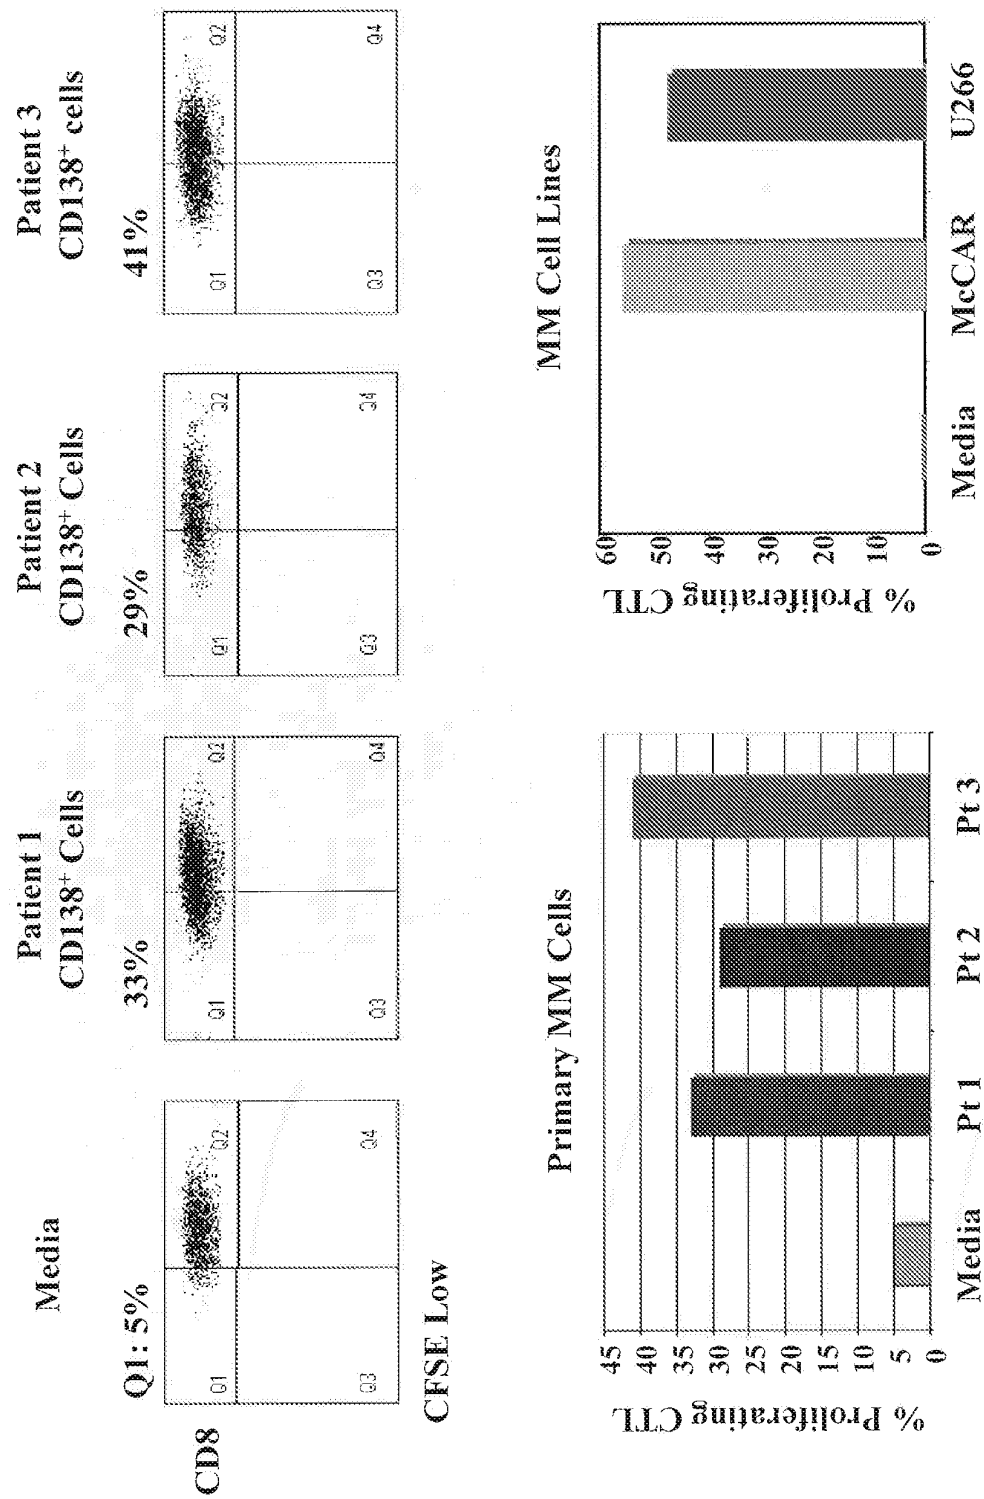 Media
Patient 1
CD138⁺ Cells
Patient 2
CD138⁺ Cells
Patient 3
CD138⁺ cells
Q1: 5%
33%
29%
41%
CD8
Q1
Q2
Q3
Q4
Q1
Q2
Q3
Q4
Q1
Q2
Q3
Q4
Q1
Q2
Q3
Q4
CFSE Low
Primary MM Cells
% Proliferating CTL
45
40
35
30
25
20
15
10
5
0
Media
Pt 1
Pt 2
Pt 3
MM Cell Lines
% Proliferating CTL
60
50
40
30
20
10
0
Media
McCAR
U266